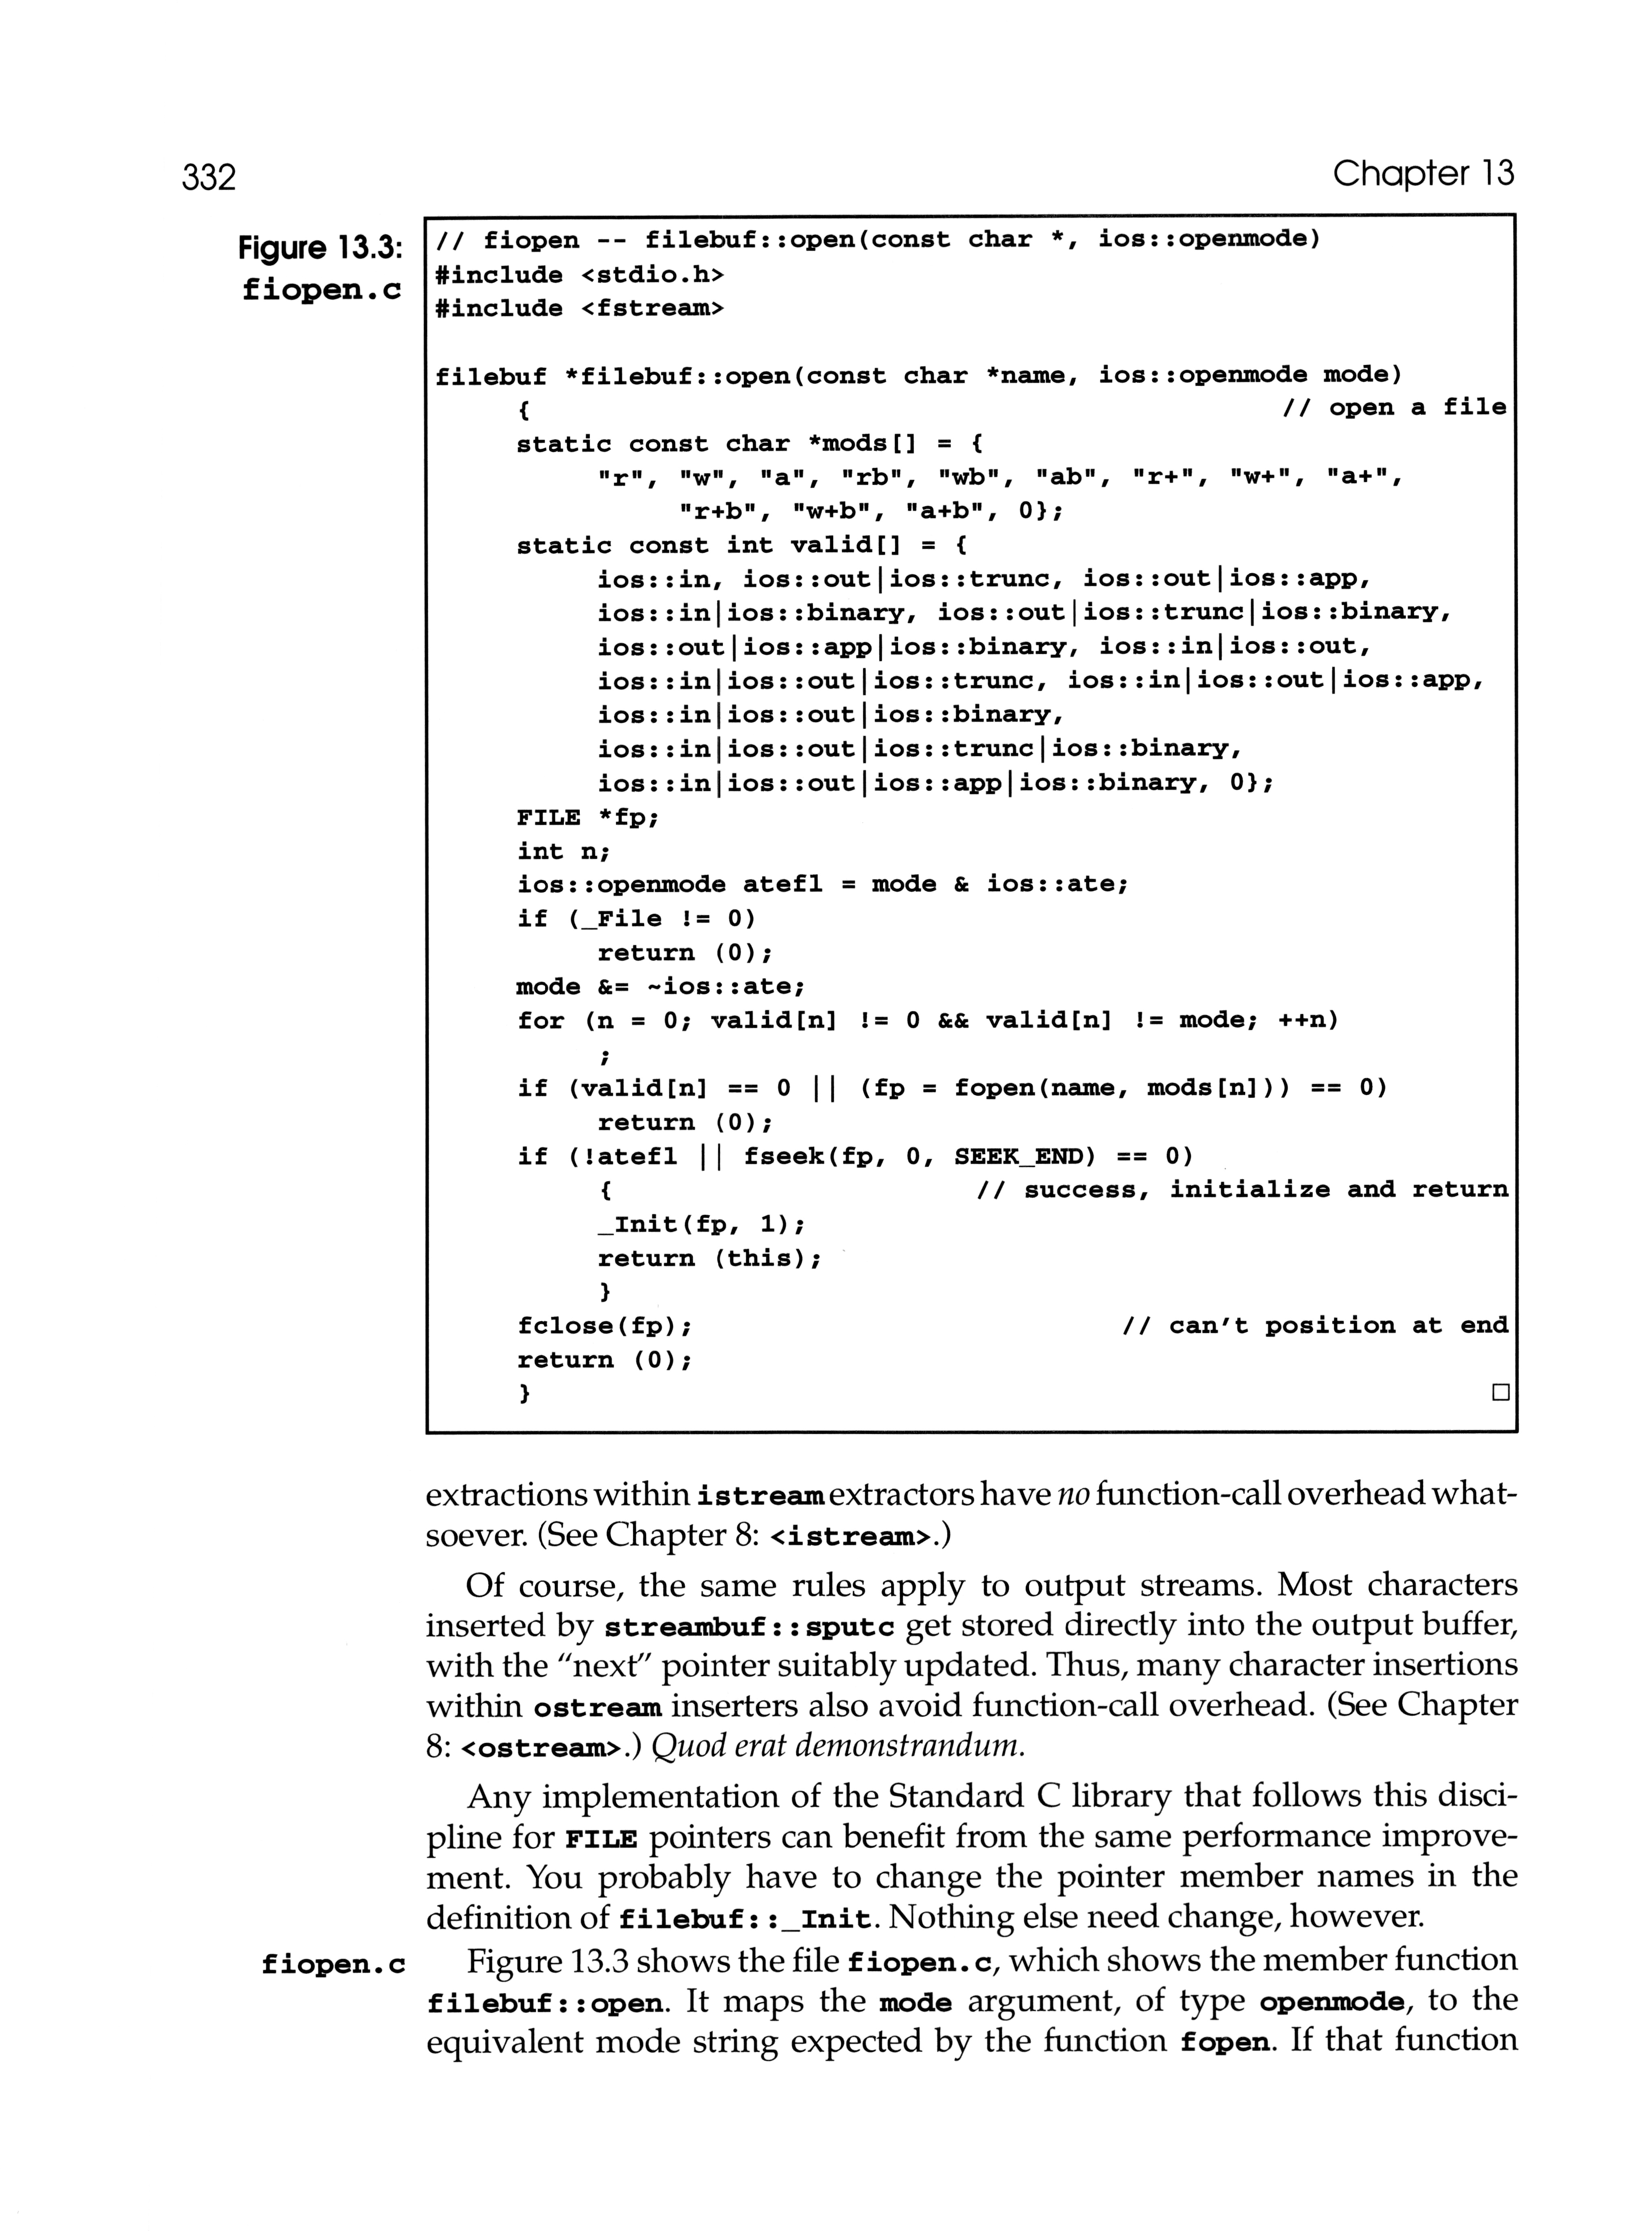 332
Chapter 13
Figure 13.3:
fiopen.c
// fiopen -- filebuf::open(const char *, ios::openmode)
#include <stdio.h>
#include <fstream>
filebuf *filebuf::open(const char *name, ios::openmode mode)
{ // open a file
static const char *mods[] = {
"r", "w", "a", "rb", "wb", "ab", "r+", "w+", "a+",
"r+b", "w+b", "a+b", 0};
static const int valid[] = {
ios::in, ios::out|ios::trunc, ios::out|ios::app,
ios::in|ios::binary, ios::out|ios::trunc|ios::binary,
ios::out|ios::app|ios::binary, ios::in|ios::out,
ios::in|ios::out|ios::trunc, ios::in|ios::out|ios::app,
ios::in|ios::out|ios::binary,
ios::in|ios::out|ios::trunc|ios::binary,
ios::in|ios::out|ios::app|ios::binary, 0};
FILE *fp;
int n;
ios::openmode atefl = mode & ios::ate;
if (_File != 0)
return (0);
mode &= ~ios::ate;
for (n = 0; valid[n] != 0 && valid[n] != mode; ++n)
;
if (valid[n] == 0 || (fp = fopen(name, mods[n])) == 0)
return (0);
if (!atefl || fseek(fp, 0, SEEK_END) == 0)
{ // success, initialize and return
_Init(fp, 1);
return (this);
}
fclose(fp); // can't position at end
return (0);
} □
extractions within istream extractors have no function-call overhead what-
soever. (See Chapter 8: <istream>.)
Of course, the same rules apply to output streams. Most characters
inserted by streambuf::sputc get stored directly into the output buffer,
with the “next” pointer suitably updated. Thus, many character insertions
within ostream inserters also avoid function-call overhead. (See Chapter
8: <ostream>.) Quod erat demonstrandum.
Any implementation of the Standard C library that follows this disci-
pline for FILE pointers can benefit from the same performance improve-
ment. You probably have to change the pointer member names in the
definition of filebuf::_Init. Nothing else need change, however.
fiopen.c Figure 13.3 shows the file fiopen.c, which shows the member function
filebuf::open. It maps the mode argument, of type openmode, to the
equivalent mode string expected by the function fopen. If that function